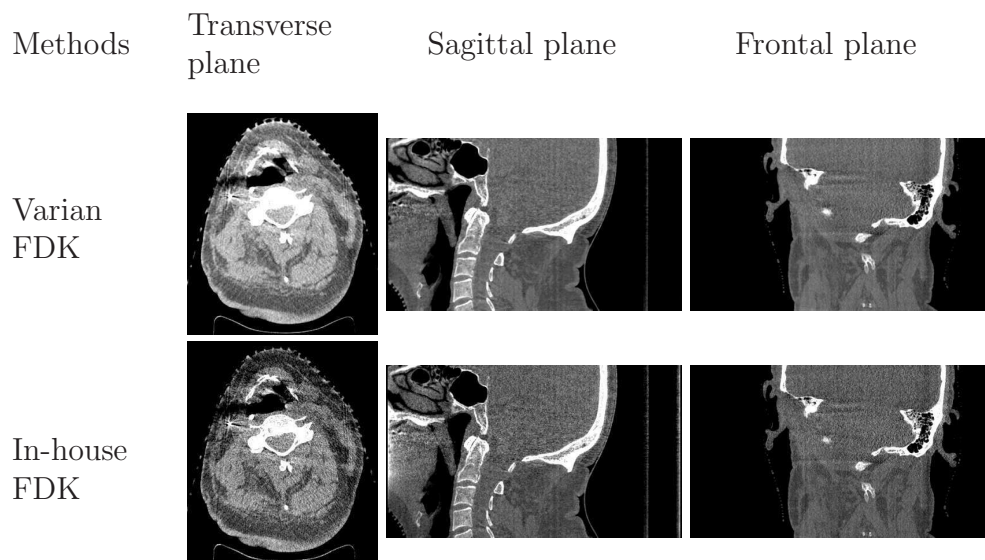 Methods
Transverse
plane
Sagittal plane
Frontal plane
Varian
FDK
In-house
FDK